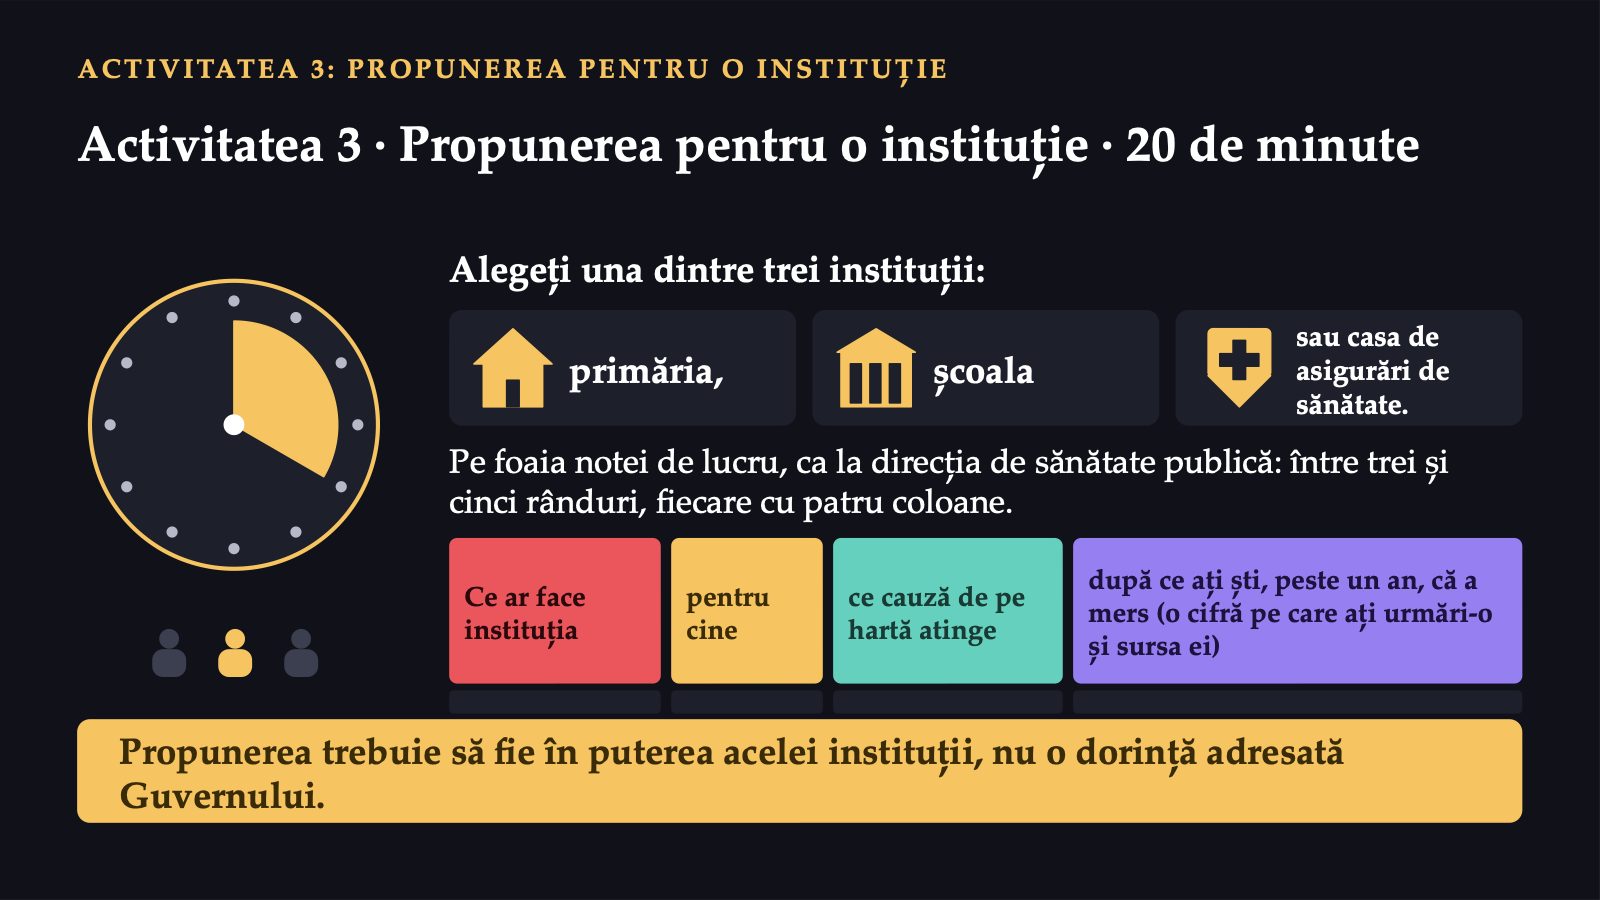 ACTIVITATEA 3: PROPUNEREA PENTRU O INSTITUȚIE
Activitatea 3 · Propunerea pentru o instituție · 20 de minute
Alegeți una dintre trei instituții:
primăria,
școala
sau casa de
asigurări de
sănătate.
Pe foaia notei de lucru, ca la direcția de sănătate publică: între trei și
cinci rânduri, fiecare cu patru coloane.
Ce ar face
instituția
pentru
cine
ce cauză de pe
hartă atinge
după ce ați ști, peste un an, că a
mers (o cifră pe care ați urmări-o
și sursa ei)
Propunerea trebuie să fie în puterea acelei instituții, nu o dorință adresată
Guvernului.